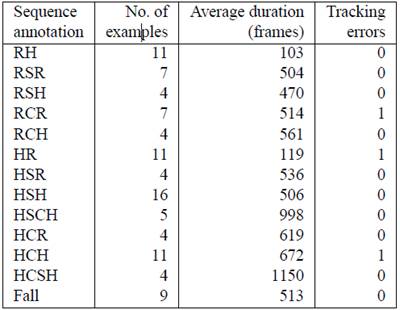 Sequence No. of Average duration Tracking
annotation examples (frames) errors
RH 11 103 0
RSR 7 504 0
RSH 4 470 0
RCR 7 514 1
RCH 4 561 0
HR 11 119 1
HSR 4 536 0
HSH 16 506 0
HSCH 5 998 0
HCR 4 619 0
HCH 11 672 1
HCSH 4 1150 0
Fall 9 513 0